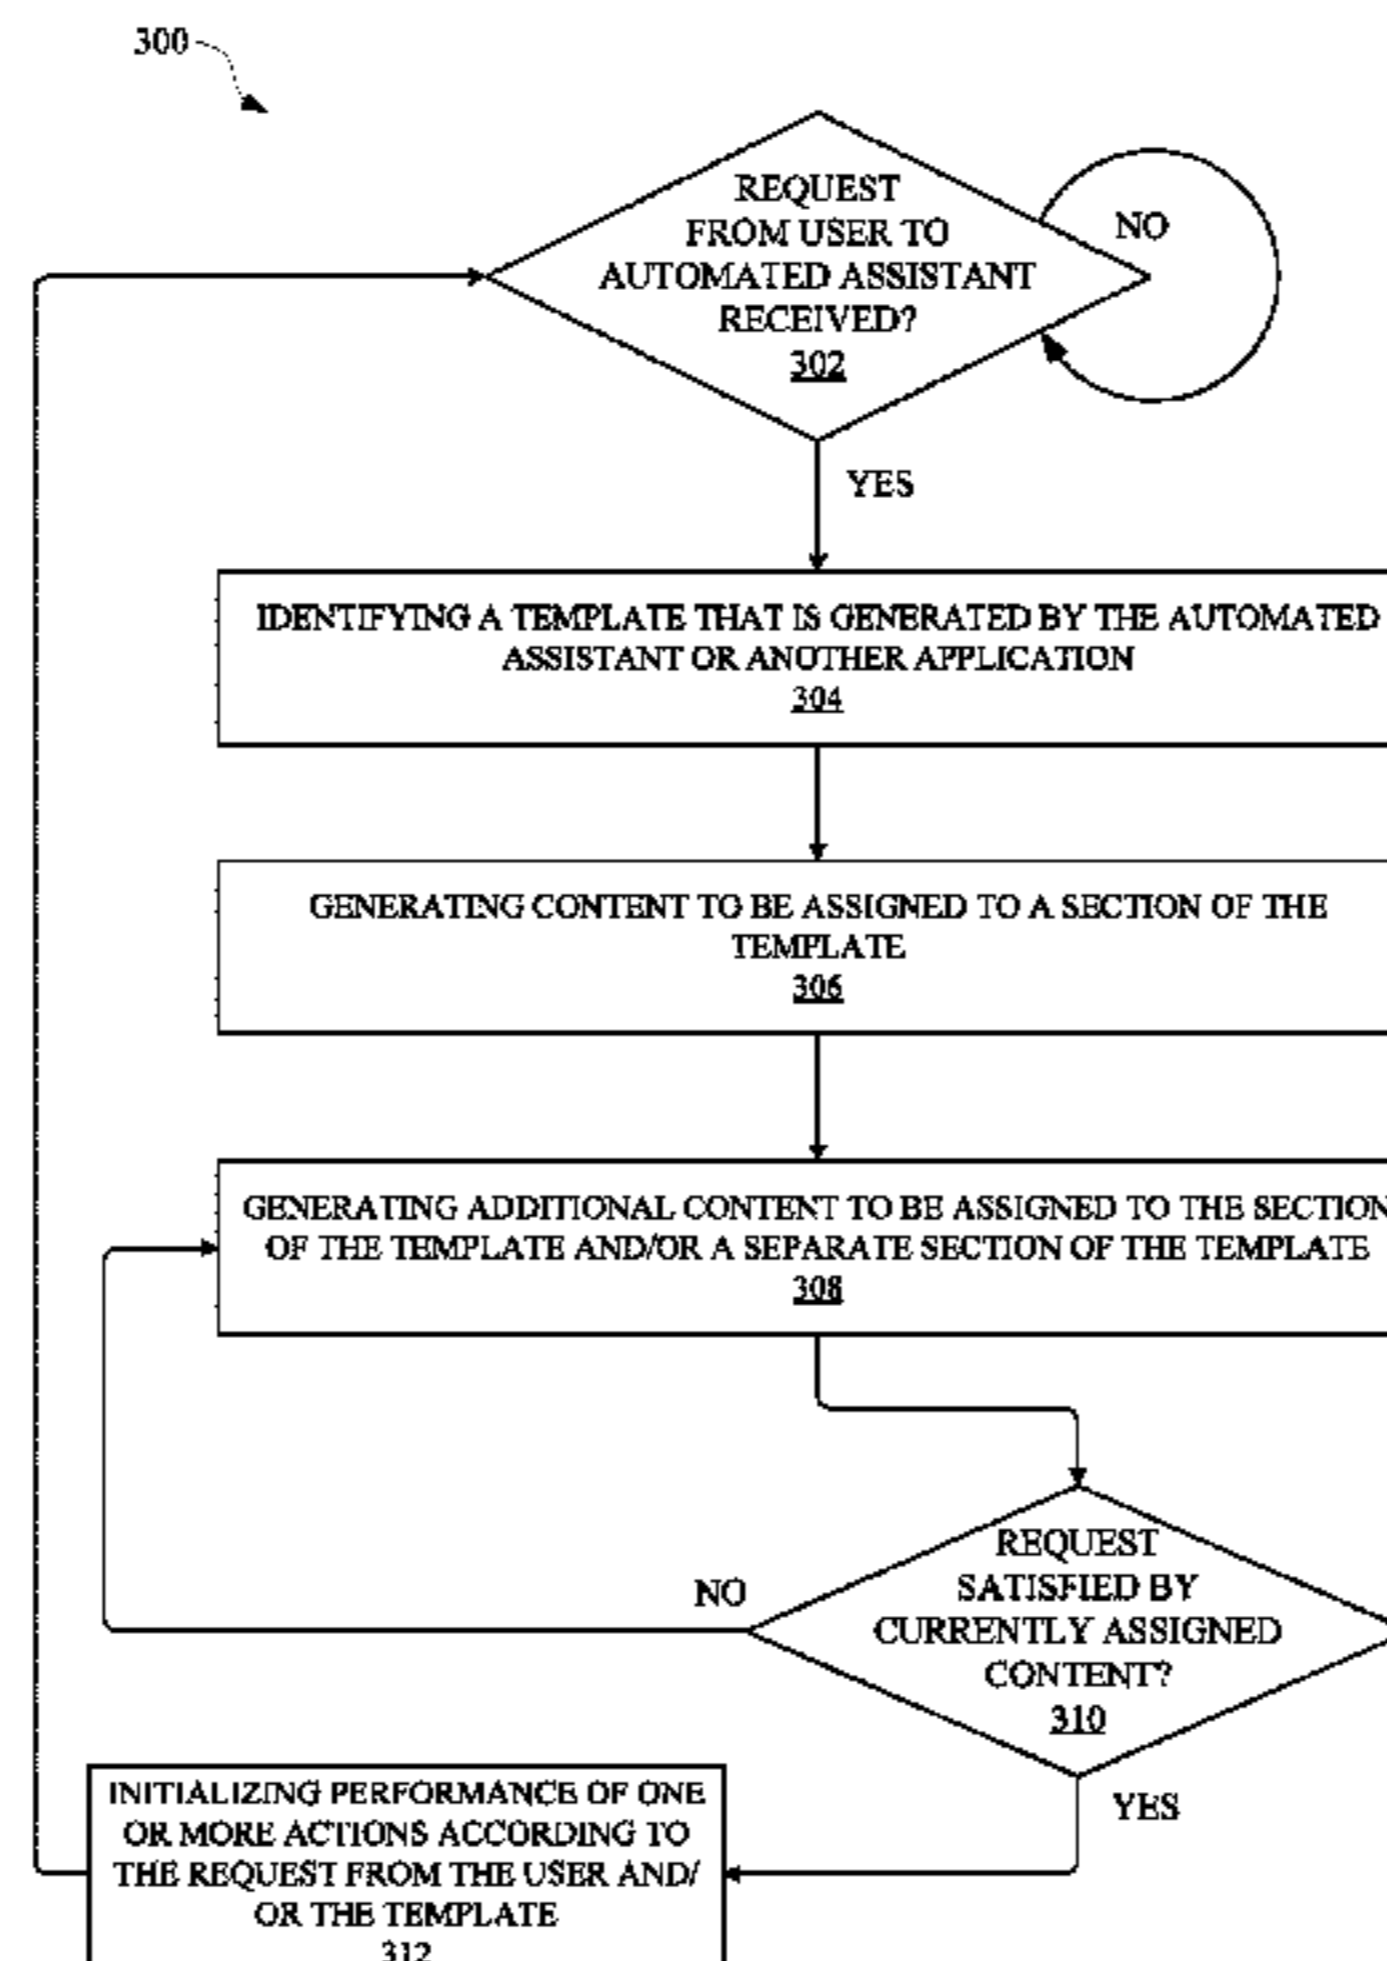 300
REQUEST
FROM USER TO
AUTOMATED ASSISTANT
RECEIVED?
302
NO
YES
IDENTIFYING A TEMPLATE THAT IS GENERATED BY THE AUTOMATED
ASSISTANT OR ANOTHER APPLICATION
304
GENERATING CONTENT TO BE ASSIGNED TO A SECTION OF THE
TEMPLATE
306
GENERATING ADDITIONAL CONTENT TO BE ASSIGNED TO THE SECTION
OF THE TEMPLATE AND/OR A SEPARATE SECTION OF THE TEMPLATE
308
REQUEST
SATISFIED BY
CURRENTLY ASSIGNED
CONTENT?
310
NO
YES
INITIALIZING PERFORMANCE OF ONE
OR MORE ACTIONS ACCORDING TO
THE REQUEST FROM THE USER AND/
OR THE TEMPLATE
312